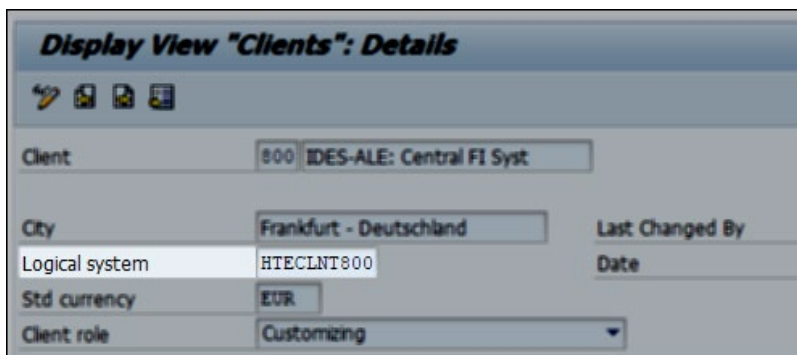 Display View "Clients": Details
Client 800 IDES-ALE: Central FI Syst
City Frankfurt - Deutschland Last Changed By
Logical system HTECLNT800 Date
Std currency EUR
Client role Customizing